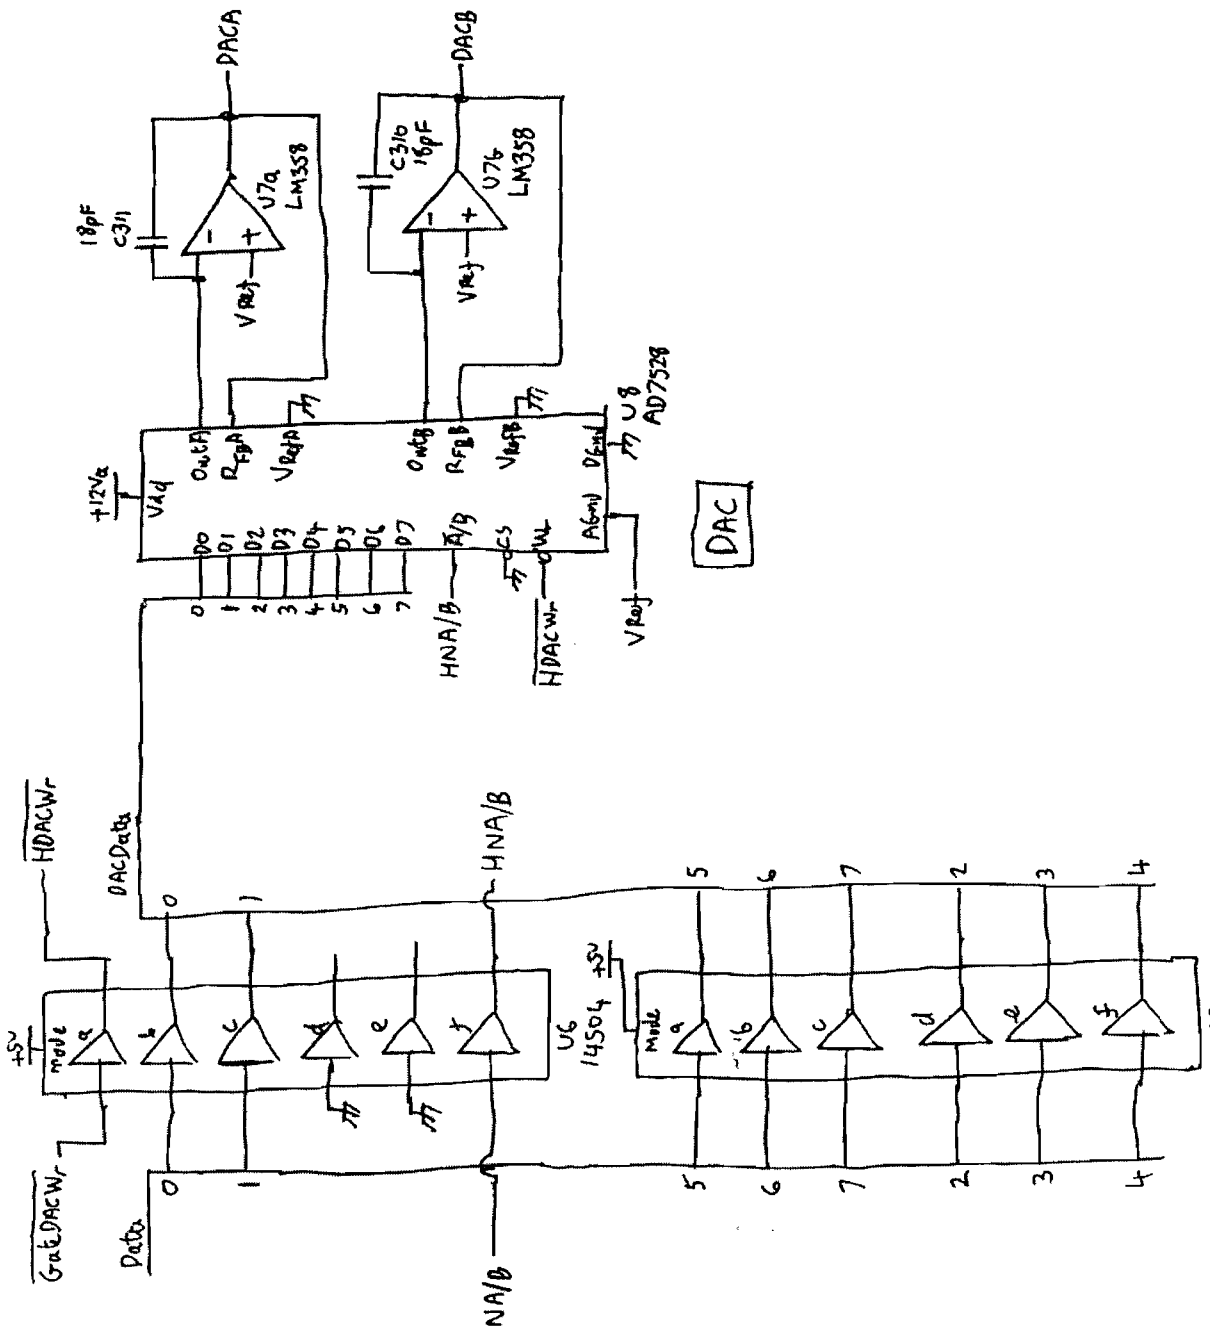 DACA
DACB
18pF
C311
-
+
U7a
LM358
VRef
C310
18pF
-
+
U7b
LM358
VRef
+12Va
Vdd
OutA
RFBA
VRefA
OutB
RFBB
VRefB
DGnd
AGnd
U8
AD7528
D0
D1
D2
D3
D4
D5
D6
D7
A/B
CS
Wr
0
1
2
3
4
5
6
7
HNA/B
HDACWr
VRef
DAC
HDACWr
DACData
0
1
HNA/B
5
6
7
2
3
4
+5v
Mode
a
b
c
d
e
f
U6
14504
+5v
Mode
a
b
c
d
e
f
GateDACWr
Data
0
1
NA/B
5
6
7
2
3
4